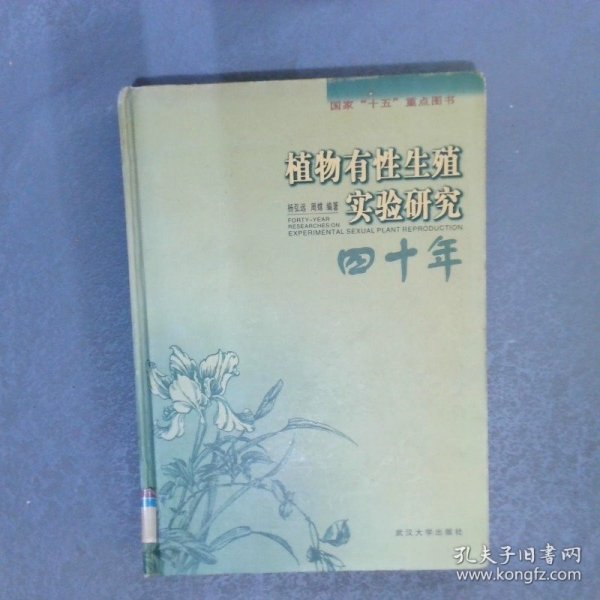 国家“十五”重点图书
植物有性生殖
杨弘远 周嫦 编著
实验研究
FORTY-YEAR
RESEARCHES ON
EXPERIMENTAL SEXUAL PLANT REPRODUCTION
四十年
武汉大学出版社
孔夫子旧书网
www.kongfz.com